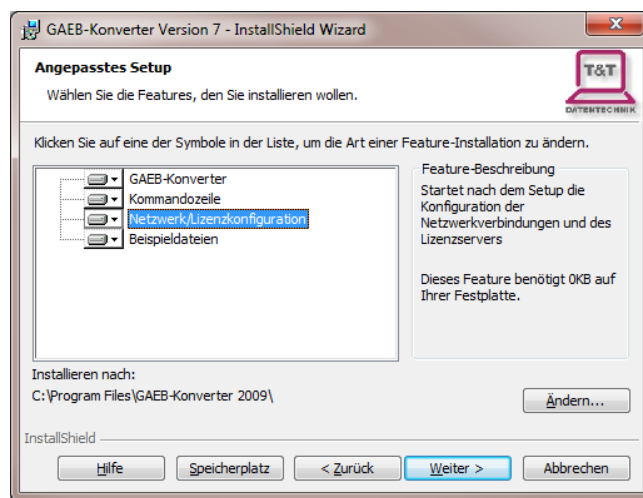 GAEB-Konverter Version 7 - InstallShield Wizard
Angepasstes Setup
Wählen Sie die Features, den Sie installieren wollen.
T&T
DATENTECHNIK
Klicken Sie auf eine der Symbole in der Liste, um die Art einer Feature-Installation zu ändern.
GAEB-Konverter
Kommandozeile
Netzwerk/Lizenzkonfiguration
Beispieldateien
Feature-Beschreibung
Startet nach dem Setup die
Konfiguration der
Netzwerkverbindungen und des
Lizenzservers
Dieses Feature benötigt 0KB auf
Ihrer Festplatte.
Installieren nach:
C:\Program Files\GAEB-Konverter 2009\
Ändern...
InstallShield
Hilfe
Speicherplatz
< Zurück
Weiter >
Abbrechen